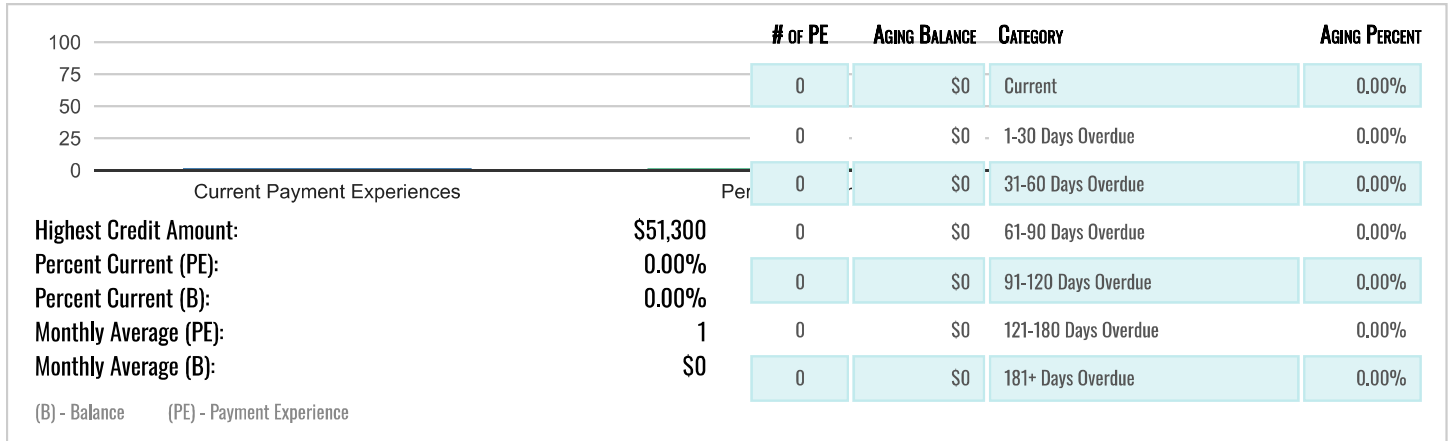 100
75
50
25
0
Current Payment Experiences
Per
Highest Credit Amount: $51,300
Percent Current (PE): 0.00%
Percent Current (B): 0.00%
Monthly Average (PE): 1
Monthly Average (B): $0
(B) - Balance (PE) - Payment Experience
# of PE Aging Balance Category Aging Percent
0 $0 Current 0.00%
0 $0 1-30 Days Overdue 0.00%
0 $0 31-60 Days Overdue 0.00%
0 $0 61-90 Days Overdue 0.00%
0 $0 91-120 Days Overdue 0.00%
0 $0 121-180 Days Overdue 0.00%
0 $0 181+ Days Overdue 0.00%